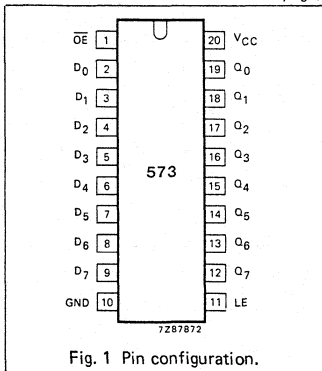 OE 1 20 VCC
D0 2 19 Q0
D1 3 18 Q1
D2 4 17 Q2
D3 5 16 Q3
573
D4 6 15 Q4
D5 7 14 Q5
D6 8 13 Q6
D7 9 12 Q7
GND 10 11 LE
7Z87872
Fig. 1 Pin configuration.